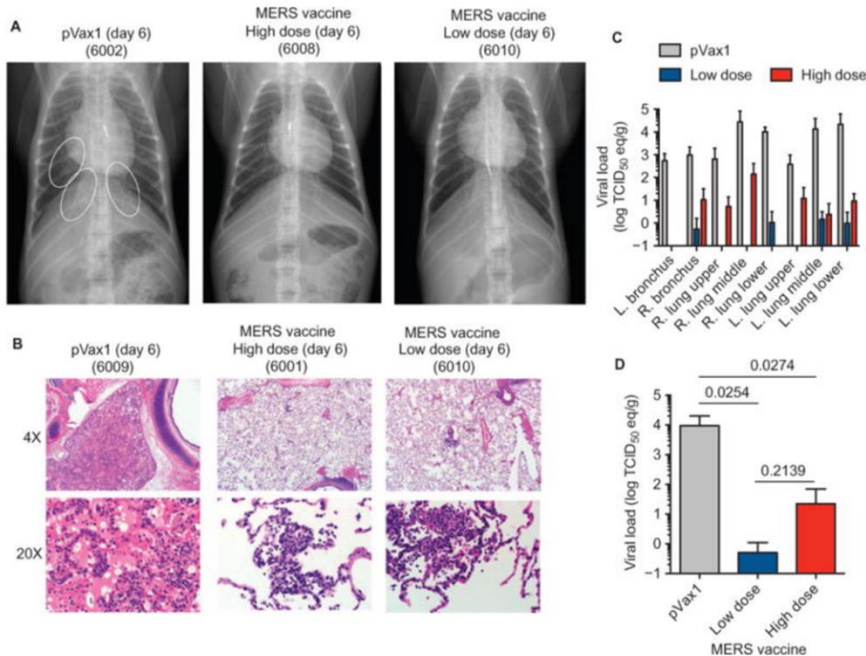 A
pVax1 (day 6)
(6002)
MERS vaccine
High dose (day 6)
(6008)
MERS vaccine
Low dose (day 6)
(6010)
B
pVax1 (day 6)
(6009)
MERS vaccine
High dose (day 6)
(6001)
MERS vaccine
Low dose (day 6)
(6010)
4X
20X
C
pVax1
Low dose
High dose
Viral load
(log TCID50 eq/g)
5
4
3
2
1
0
−1
L. bronchus
R. bronchus
R. lung upper
R. lung middle
R. lung lower
L. lung upper
L. lung middle
L. lung lower
D
0.0274
0.0254
0.2139
Viral load (log TCID50 eq/g)
5
4
3
2
1
0
−1
pVax1
Low dose
High dose
MERS vaccine